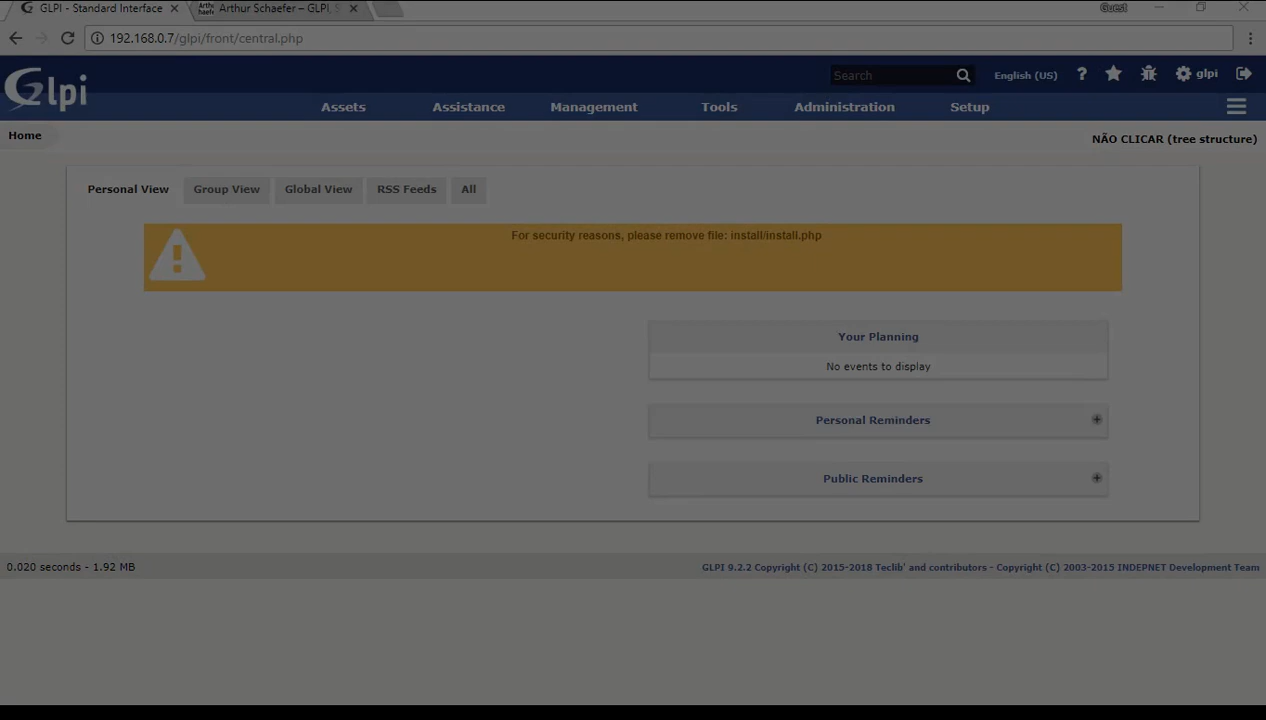 GLPI - Standard Interface
Arthur Schaefer – GLPI,
Guest
192.168.0.7/glpi/front/central.php
Glpi
Search
English (US)
?
glpi
Assets
Assistance
Management
Tools
Administration
Setup
Home
NÃO CLICAR (tree structure)
Personal View
Group View
Global View
RSS Feeds
All
For security reasons, please remove file: install/install.php
Your Planning
No events to display
Personal Reminders
Public Reminders
0.020 seconds - 1.92 MB
GLPI 9.2.2 Copyright (C) 2015-2018 Teclib' and contributors - Copyright (C) 2003-2015 INDEPNET Development Team